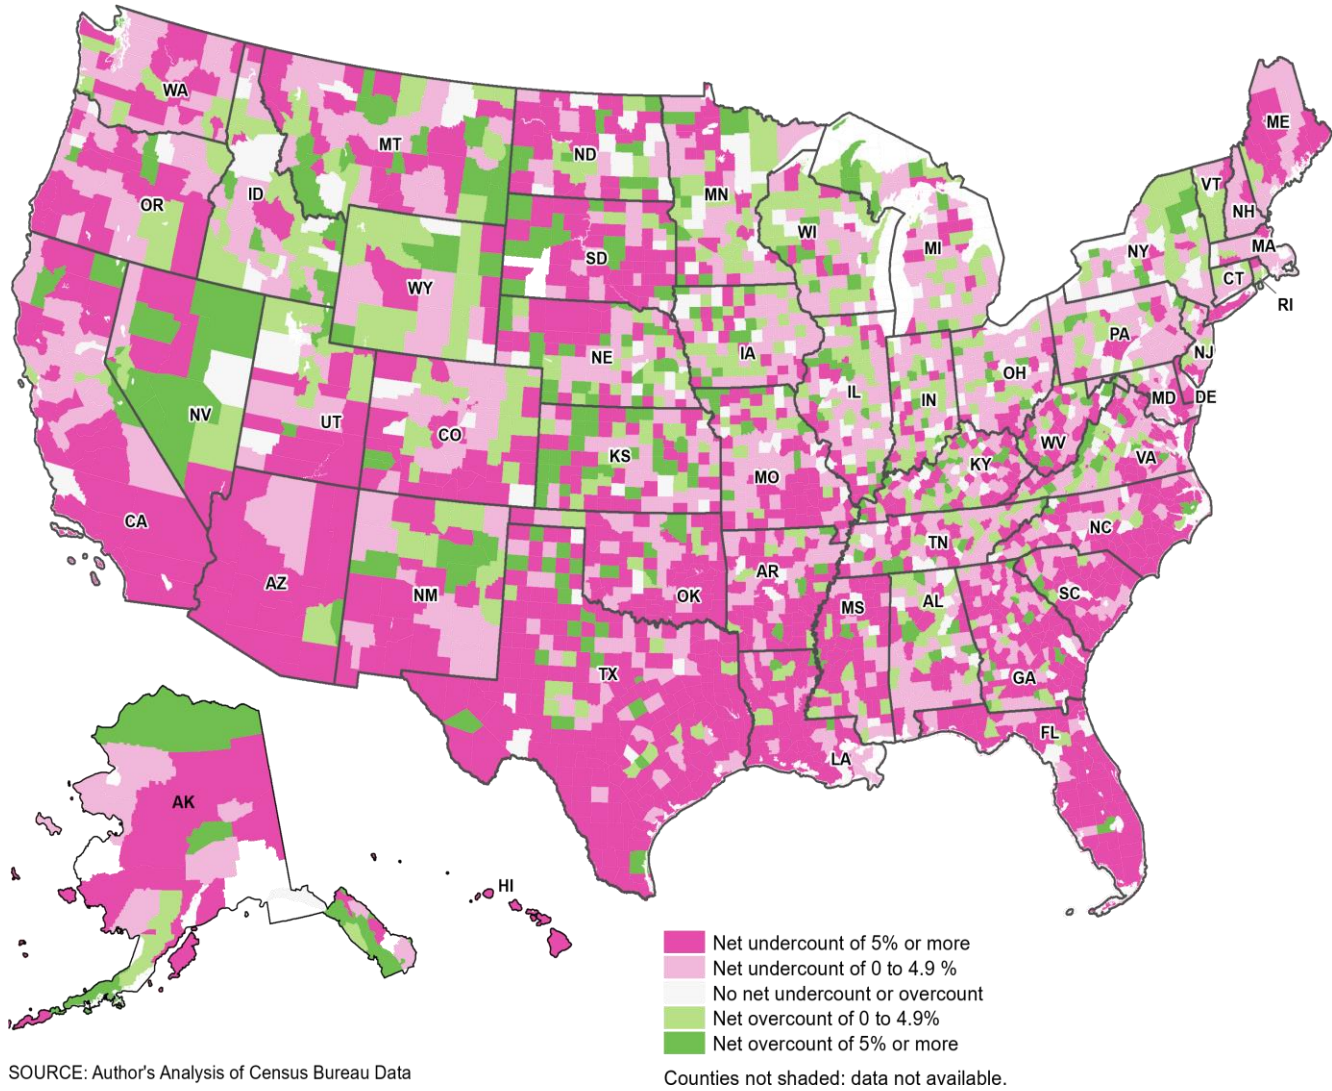 WA
MT
ND
MN
ME
OR
ID
WI
VT
NH
SD
MI
NY
MA
WY
CT
RI
NE
IA
PA
NJ
NV
UT
CO
IL
IN
OH
MD
DE
KS
MO
KY
WV
VA
CA
AZ
NM
OK
AR
TN
NC
MS
AL
SC
TX
GA
LA
FL
AK
HI
Net undercount of 5% or more
Net undercount of 0 to 4.9 %
No net undercount or overcount
Net overcount of 0 to 4.9%
Net overcount of 5% or more
SOURCE: Author's Analysis of Census Bureau Data
Counties not shaded: data not available.